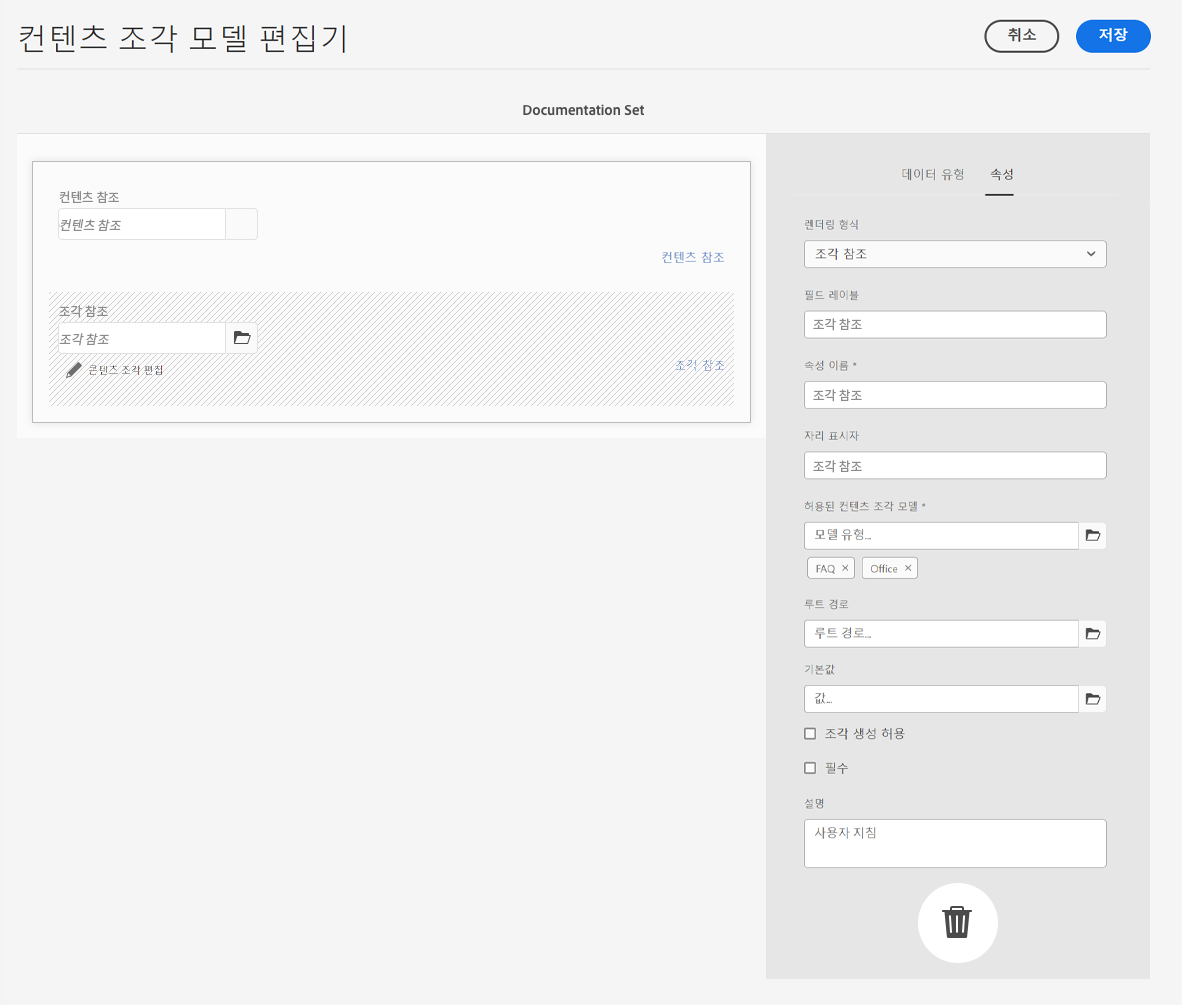 컨텐츠 조각 모델 편집기
취소
저장
Documentation Set
컨텐츠 참조
컨텐츠 참조
컨텐츠 참조
조각 참조
조각 참조
콘텐츠 조각 편집
조각 참조
데이터 유형
속성
렌더링 형식
조각 참조
필드 레이블
조각 참조
속성 이름 *
조각 참조
자리 표시자
조각 참조
허용된 컨텐츠 조각 모델 *
모델 유형...
FAQ ×
Office ×
루트 경로
루트 경로...
기본값
값...
조각 생성 허용
필수
설명
사용자 지침